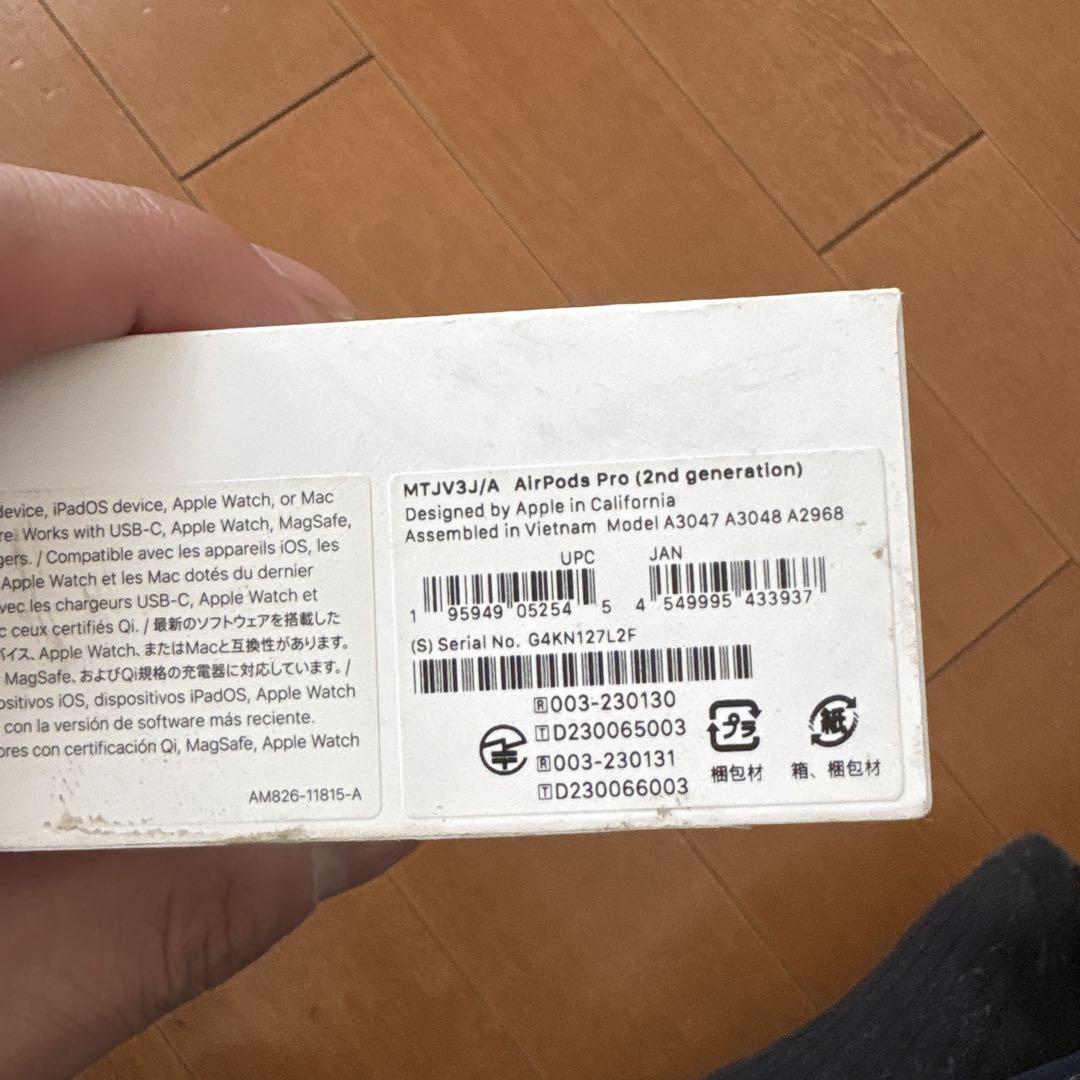 device, iPadOS device, Apple Watch, or Mac
re. Works with USB-C, Apple Watch, MagSafe,
gers. / Compatible avec les appareils iOS, les
Apple Watch et les Mac dotés du dernier
vec les chargeurs USB-C, Apple Watch et
c ceux certifiés Qi. / 最新のソフトウェアを搭載した
バイス、Apple Watch、またはMacと互換性があります。
MagSafe、およびQi規格の充電器に対応しています。/
ositivos iOS, dispositivos iPadOS, Apple Watch
con la versión de software más reciente.
ores con certificación Qi, MagSafe, Apple Watch
AM826-11815-A
MTJV3J/A AirPods Pro (2nd generation)
Designed by Apple in California
Assembled in Vietnam Model A3047 A3048 A2968
UPC JAN
1 95949 05254 5 4 549995 433937
(S) Serial No. G4KN127L2F
R 003-230130
T D230065003
R 003-231131
T D230066003
プラ
梱包材
紙
箱、梱包材